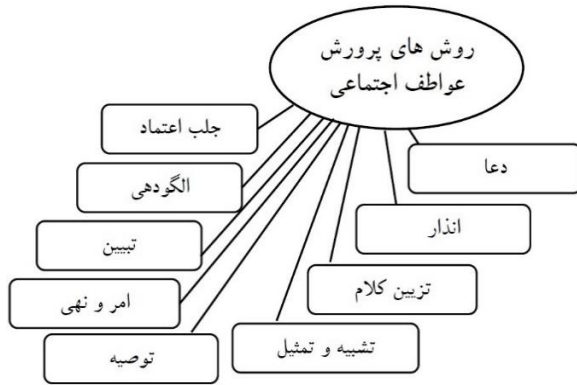 روش های پرورش
عواطف اجتماعی
جلب اعتماد
الگودهی
تبیین
امر و نهی
توصیه
تشبیه و تمثیل
تزیین کلام
انذار
دعا